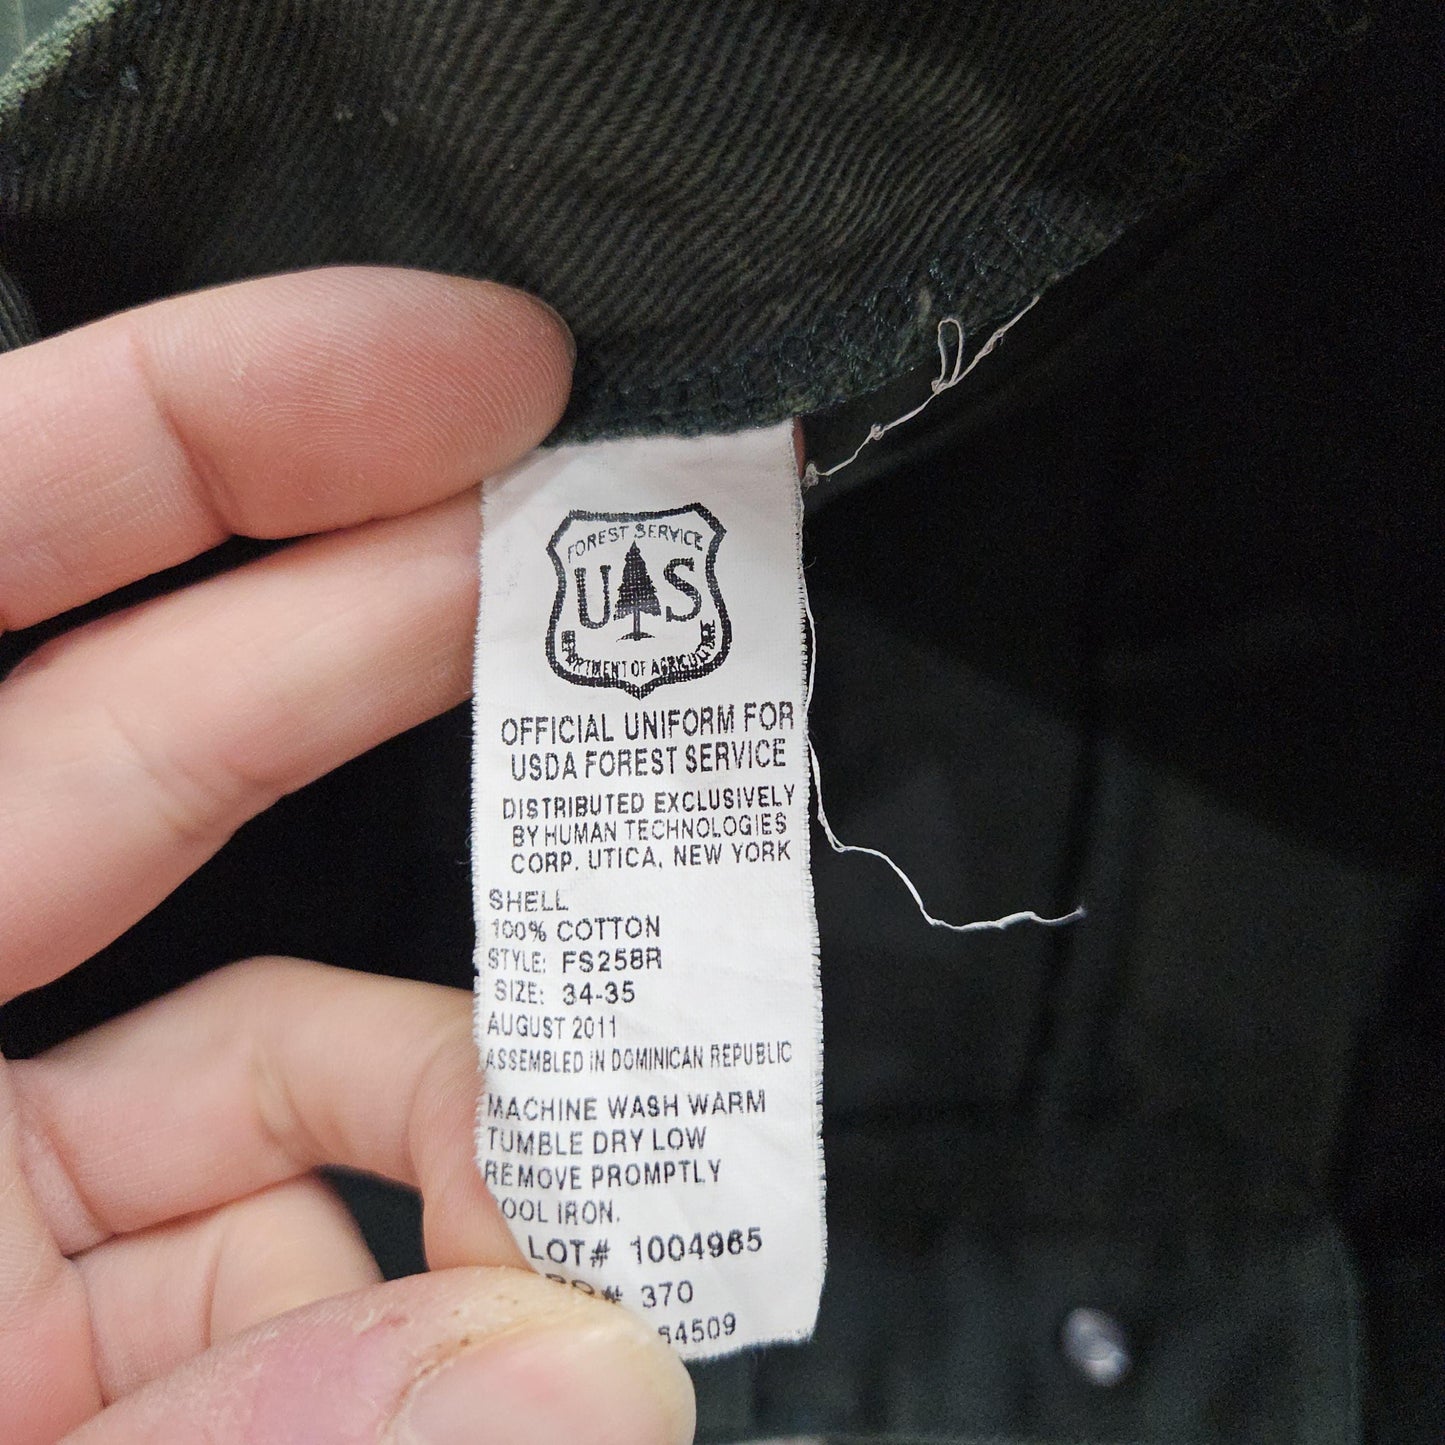 FOREST SERVICE
U S
DEPARTMENT OF AGRICULTURE
OFFICIAL UNIFORM FOR
USDA FOREST SERVICE
DISTRIBUTED EXCLUSIVELY
BY HUMAN TECHNOLOGIES
CORP. UTICA, NEW YORK
SHELL
100% COTTON
STYLE: FS258R
SIZE: 34-35
AUGUST 2011
ASSEMBLED IN DOMINICAN REPUBLIC
MACHINE WASH WARM
TUMBLE DRY LOW
REMOVE PROMPTLY
OOL IRON.
LOT# 1004965
# 370
54509